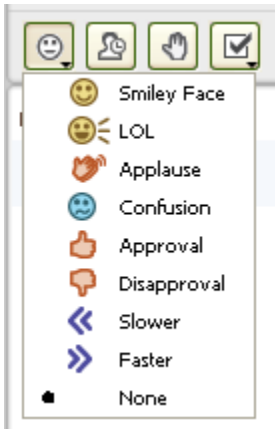 Smiley Face
LOL
Applause
Confusion
Approval
Disapproval
Slower
Faster
None